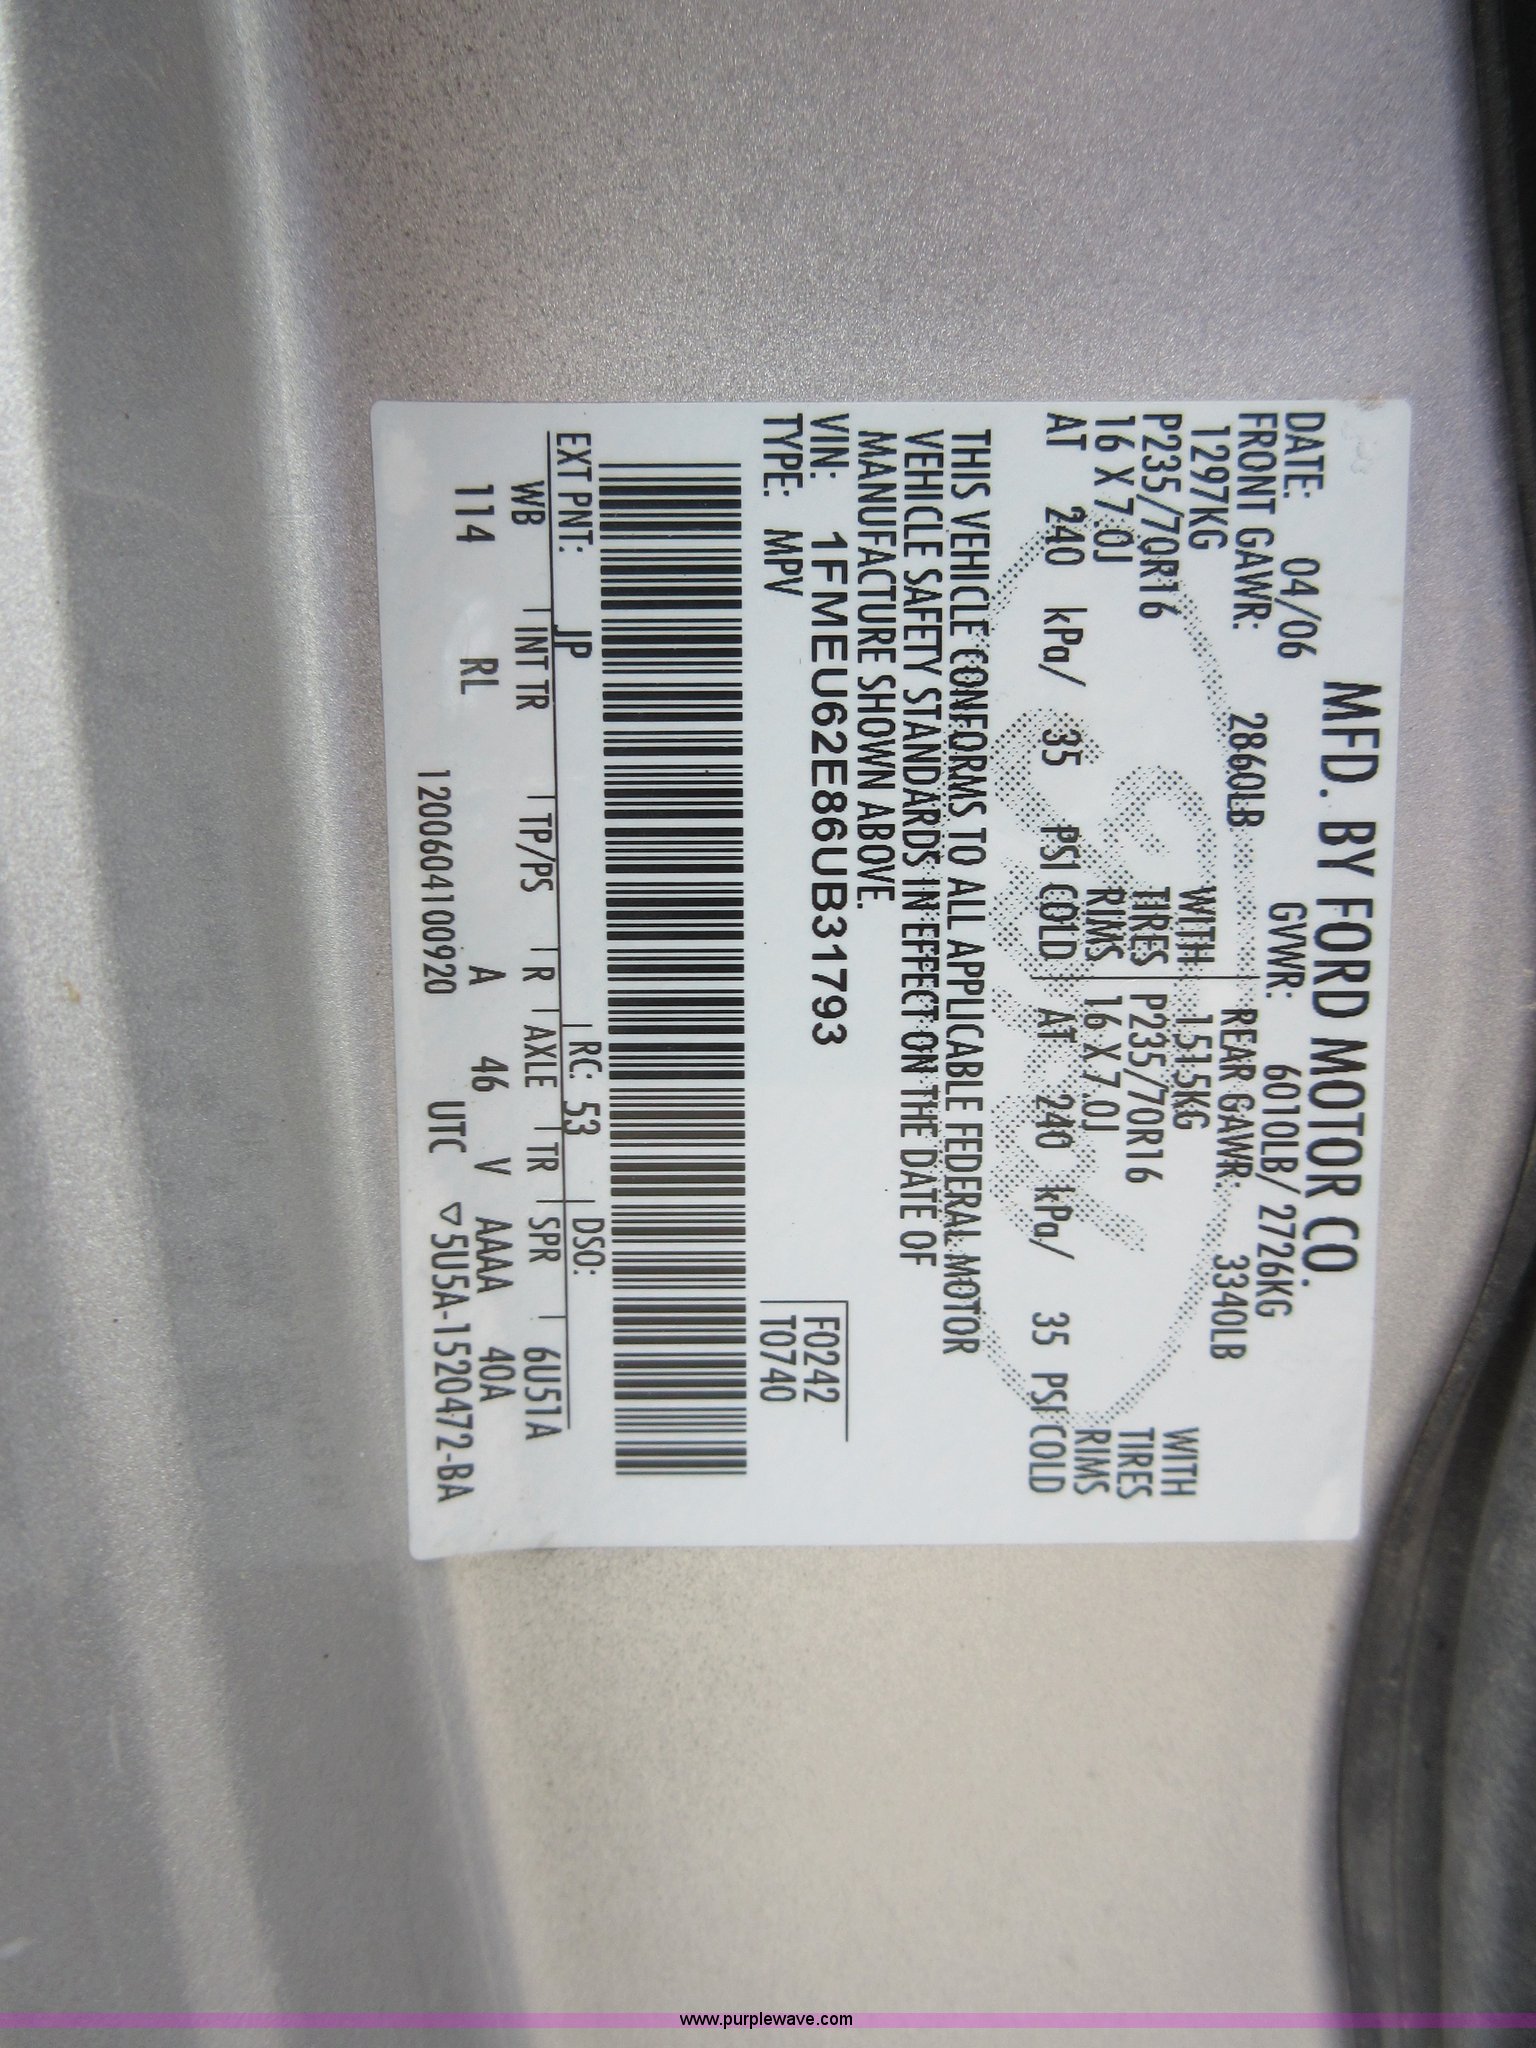 MFD. BY FORD MOTOR CO.
DATE: 04/06 GVWR: 6010LB/2726KG
FRONT GAWR: 2860LB REAR GAWR: 3340LB
1297KG WITH 1515KG WITH
P235/70R16 TIRES P235/70R16 TIRES
16 X 7.0J RIMS 16 X 7.0J RIMS
AT 240 kPa/ 35 PSI COLD AT 240 kPa/ 35 PSI COLD
THIS VEHICLE CONFORMS TO ALL APPLICABLE FEDERAL MOTOR
VEHICLE SAFETY STANDARDS IN EFFECT ON THE DATE OF
MANUFACTURE SHOWN ABOVE.
VIN: 1FMEU62E86UB31793 F0242
TYPE: MPV T0740
EXT PNT: JP RC: 53 DSO:
WB INT TR TP/PS R AXLE TR SPR 6U51A
114 RL A 46 V AAAA 40A
1200604100920 UTC ▽5U5A-1520472-BA
www.purplewave.com